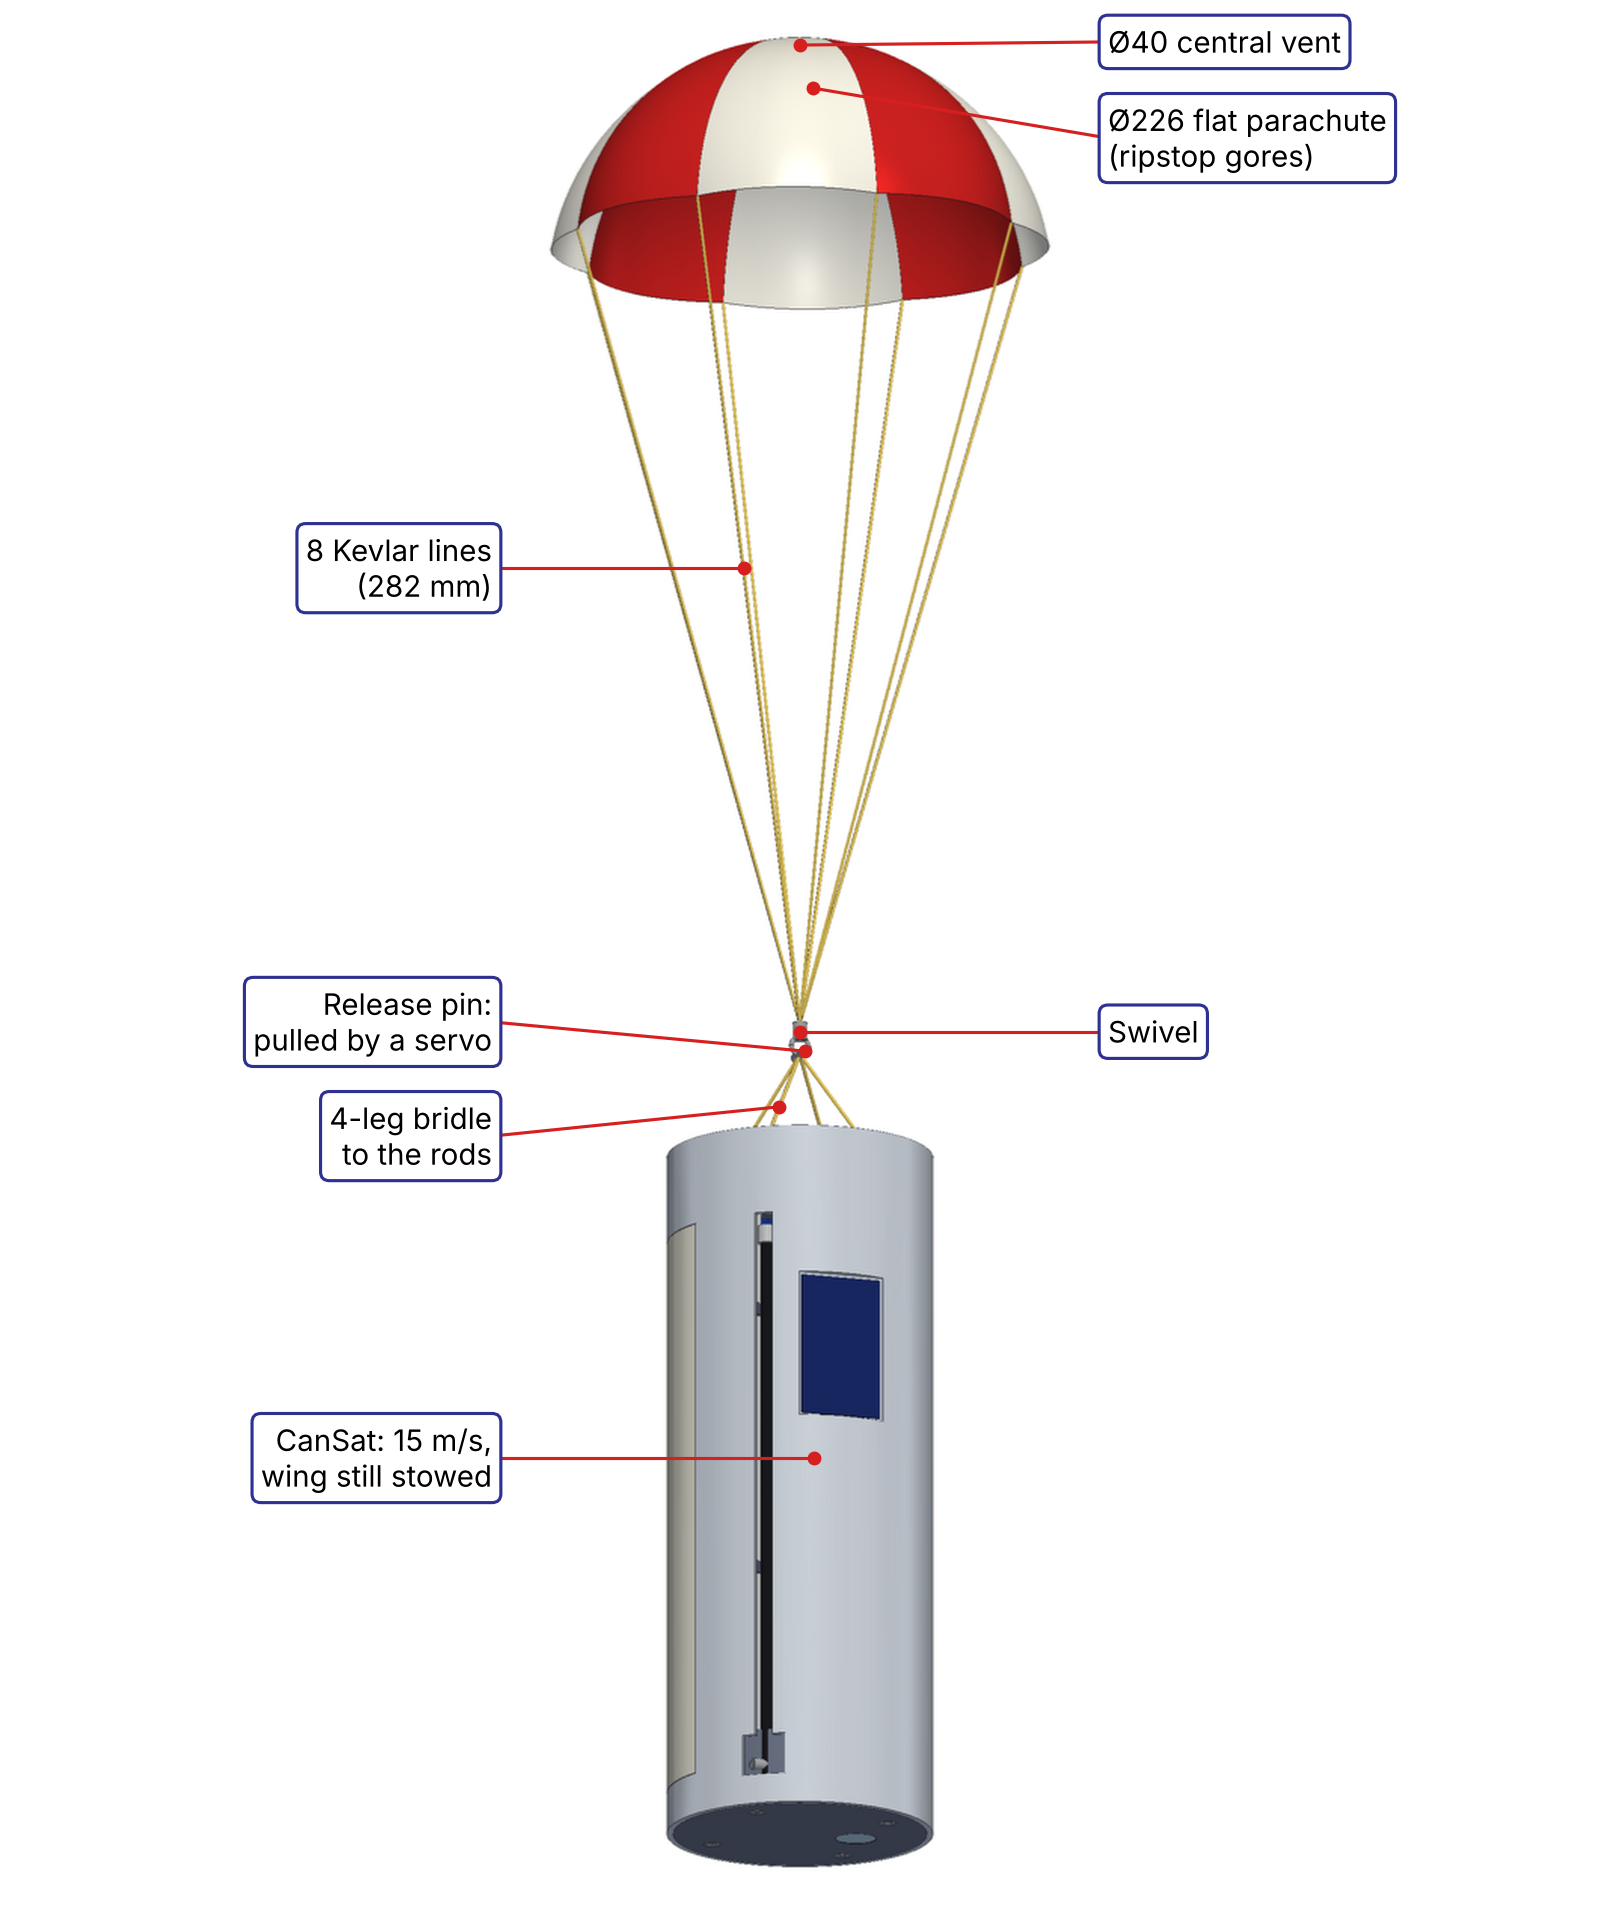 Ø40 central vent
Ø226 flat parachute
(ripstop gores)
8 Kevlar lines
(282 mm)
Release pin:
pulled by a servo
Swivel
4-leg bridle
to the rods
CanSat: 15 m/s,
wing still stowed